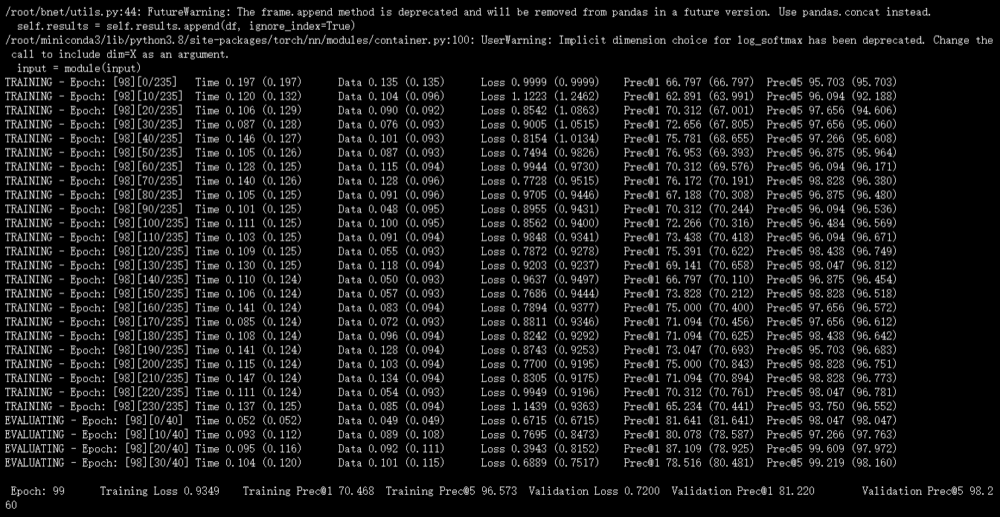 /root/bnet/utils.py:44: FutureWarning: The frame.append method is deprecated and will be removed from pandas in a future version. Use pandas.concat instead.
  self.results = self.results.append(df, ignore_index=True)
/root/miniconda3/lib/python3.8/site-packages/torch/nn/modules/container.py:100: UserWarning: Implicit dimension choice for log_softmax has been deprecated. Change the
 call to include dim=X as an argument.
  input = module(input)
TRAINING - Epoch: [98][0/235]   Time 0.197 (0.197)      Data 0.135 (0.135)      Loss 0.9999 (0.9999)    Prec@1 66.797 (66.797)  Prec@5 95.703 (95.703)
TRAINING - Epoch: [98][10/235]  Time 0.120 (0.132)      Data 0.104 (0.096)      Loss 1.1223 (1.2462)    Prec@1 62.891 (63.991)  Prec@5 96.094 (92.188)
TRAINING - Epoch: [98][20/235]  Time 0.106 (0.129)      Data 0.090 (0.092)      Loss 0.8542 (1.0863)    Prec@1 70.312 (67.001)  Prec@5 97.656 (94.606)
TRAINING - Epoch: [98][30/235]  Time 0.087 (0.128)      Data 0.076 (0.093)      Loss 0.9005 (1.0515)    Prec@1 72.656 (67.805)  Prec@5 97.656 (95.060)
TRAINING - Epoch: [98][40/235]  Time 0.146 (0.127)      Data 0.101 (0.093)      Loss 0.8154 (1.0134)    Prec@1 75.781 (68.655)  Prec@5 97.266 (95.608)
TRAINING - Epoch: [98][50/235]  Time 0.105 (0.126)      Data 0.087 (0.093)      Loss 0.7494 (0.9826)    Prec@1 76.953 (69.393)  Prec@5 96.875 (95.964)
TRAINING - Epoch: [98][60/235]  Time 0.128 (0.125)      Data 0.115 (0.094)      Loss 0.9944 (0.9730)    Prec@1 70.312 (69.576)  Prec@5 96.094 (96.171)
TRAINING - Epoch: [98][70/235]  Time 0.140 (0.126)      Data 0.128 (0.096)      Loss 0.7728 (0.9515)    Prec@1 76.172 (70.191)  Prec@5 98.828 (96.380)
TRAINING - Epoch: [98][80/235]  Time 0.105 (0.125)      Data 0.091 (0.096)      Loss 0.9705 (0.9446)    Prec@1 67.188 (70.308)  Prec@5 96.875 (96.480)
TRAINING - Epoch: [98][90/235]  Time 0.101 (0.125)      Data 0.048 (0.095)      Loss 0.8955 (0.9431)    Prec@1 70.312 (70.244)  Prec@5 96.094 (96.536)
TRAINING - Epoch: [98][100/235] Time 0.111 (0.125)      Data 0.100 (0.095)      Loss 0.8562 (0.9400)    Prec@1 72.266 (70.316)  Prec@5 96.484 (96.569)
TRAINING - Epoch: [98][110/235] Time 0.103 (0.125)      Data 0.091 (0.094)      Loss 0.9848 (0.9341)    Prec@1 73.438 (70.418)  Prec@5 96.094 (96.671)
TRAINING - Epoch: [98][120/235] Time 0.109 (0.125)      Data 0.055 (0.093)      Loss 0.7872 (0.9278)    Prec@1 75.391 (70.622)  Prec@5 98.438 (96.749)
TRAINING - Epoch: [98][130/235] Time 0.130 (0.125)      Data 0.118 (0.094)      Loss 0.9203 (0.9237)    Prec@1 69.141 (70.658)  Prec@5 98.047 (96.812)
TRAINING - Epoch: [98][140/235] Time 0.110 (0.124)      Data 0.050 (0.093)      Loss 0.9637 (0.9497)    Prec@1 66.797 (70.110)  Prec@5 96.875 (96.454)
TRAINING - Epoch: [98][150/235] Time 0.106 (0.124)      Data 0.057 (0.093)      Loss 0.7686 (0.9444)    Prec@1 73.828 (70.212)  Prec@5 98.828 (96.518)
TRAINING - Epoch: [98][160/235] Time 0.141 (0.124)      Data 0.083 (0.094)      Loss 0.7894 (0.9377)    Prec@1 75.000 (70.400)  Prec@5 97.656 (96.572)
TRAINING - Epoch: [98][170/235] Time 0.085 (0.124)      Data 0.072 (0.093)      Loss 0.8811 (0.9346)    Prec@1 71.094 (70.456)  Prec@5 97.656 (96.612)
TRAINING - Epoch: [98][180/235] Time 0.108 (0.124)      Data 0.096 (0.094)      Loss 0.8242 (0.9292)    Prec@1 71.094 (70.625)  Prec@5 98.438 (96.642)
TRAINING - Epoch: [98][190/235] Time 0.141 (0.124)      Data 0.128 (0.094)      Loss 0.8743 (0.9253)    Prec@1 73.047 (70.693)  Prec@5 95.703 (96.683)
TRAINING - Epoch: [98][200/235] Time 0.115 (0.124)      Data 0.103 (0.094)      Loss 0.7700 (0.9195)    Prec@1 75.000 (70.843)  Prec@5 98.828 (96.751)
TRAINING - Epoch: [98][210/235] Time 0.147 (0.124)      Data 0.134 (0.094)      Loss 0.8305 (0.9175)    Prec@1 71.094 (70.894)  Prec@5 98.828 (96.773)
TRAINING - Epoch: [98][220/235] Time 0.111 (0.124)      Data 0.054 (0.093)      Loss 0.9949 (0.9196)    Prec@1 70.312 (70.761)  Prec@5 98.047 (96.781)
TRAINING - Epoch: [98][230/235] Time 0.137 (0.125)      Data 0.085 (0.094)      Loss 1.1439 (0.9363)    Prec@1 65.234 (70.441)  Prec@5 93.750 (96.552)
EVALUATING - Epoch: [98][0/40]  Time 0.052 (0.052)      Data 0.049 (0.049)      Loss 0.6715 (0.6715)    Prec@1 81.641 (81.641)  Prec@5 98.047 (98.047)
EVALUATING - Epoch: [98][10/40] Time 0.093 (0.112)      Data 0.089 (0.108)      Loss 0.7695 (0.8473)    Prec@1 80.078 (78.587)  Prec@5 97.266 (97.763)
EVALUATING - Epoch: [98][20/40] Time 0.095 (0.116)      Data 0.092 (0.111)      Loss 0.3943 (0.8152)    Prec@1 87.109 (78.925)  Prec@5 99.609 (97.972)
EVALUATING - Epoch: [98][30/40] Time 0.104 (0.120)      Data 0.101 (0.115)      Loss 0.6889 (0.7517)    Prec@1 78.516 (80.481)  Prec@5 99.219 (98.160)
 Epoch: 99      Training Loss 0.9349    Training Prec@1 70.468  Training Prec@5 96.573  Validation Loss 0.7200  Validation Prec@1 81.220        Validation Prec@5 98.2
60